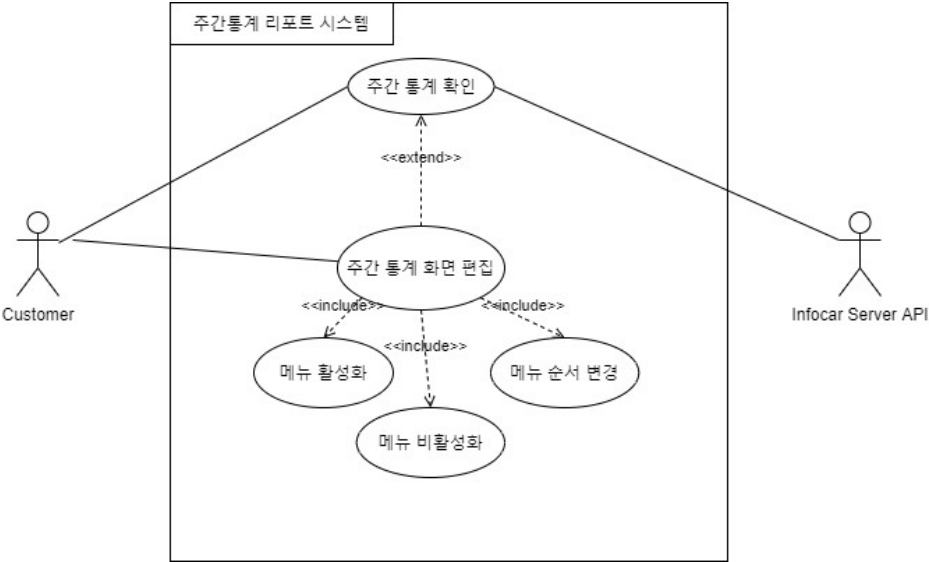 주간통계 리포트 시스템
주간 통계 확인
<<extend>>
주간 통계 화면 편집
<<include>>
<<include>>
<<include>>
Customer
Infocar Server API
메뉴 활성화
메뉴 순서 변경
메뉴 비활성화